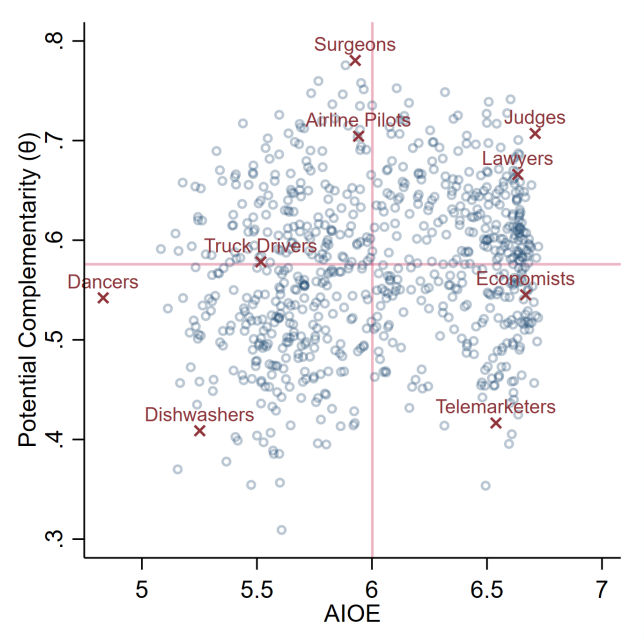 .8
.7
.6
.5
.4
.3
Potential Complementarity (θ)
Surgeons
Airline Pilots
Judges
Lawyers
Truck Drivers
Dancers
Economists
Dishwashers
Telemarketers
5 5.5 6 6.5 7
AIOE